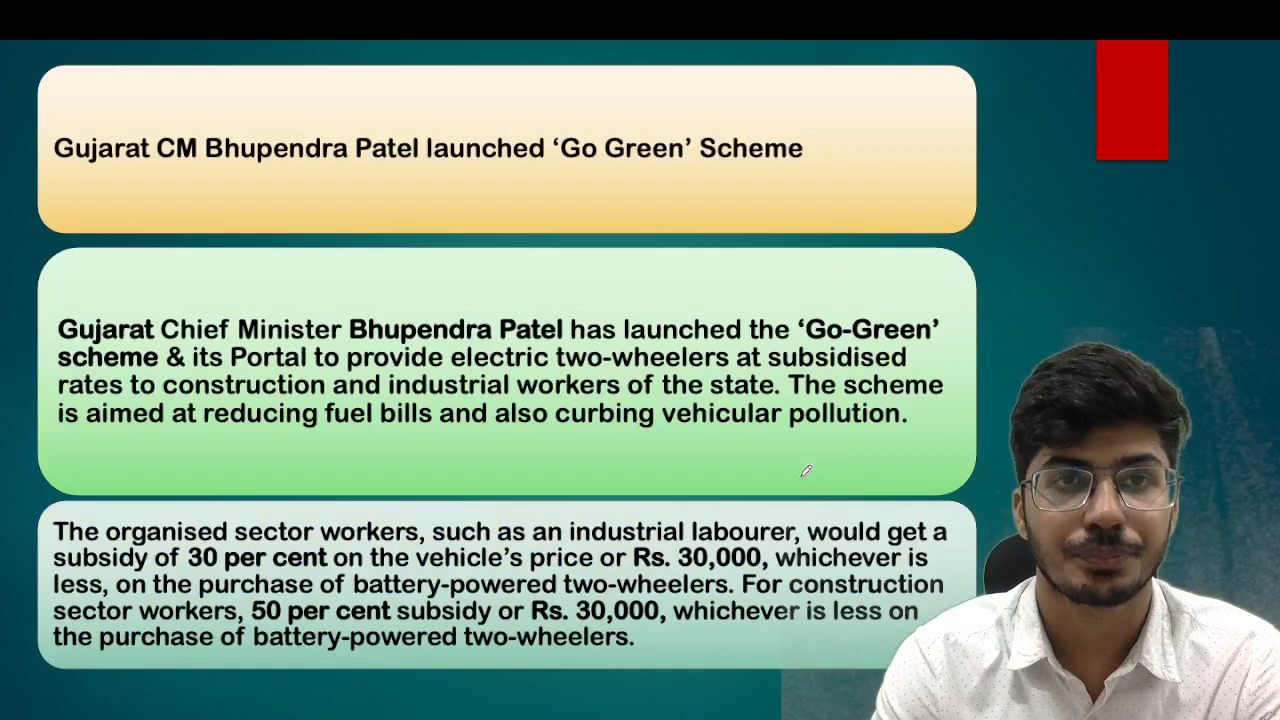 Gujarat CM Bhupendra Patel launched ‘Go Green’ Scheme
Gujarat Chief Minister Bhupendra Patel has launched the ‘Go-Green’
scheme & its Portal to provide electric two-wheelers at subsidised
rates to construction and industrial workers of the state. The scheme
is aimed at reducing fuel bills and also curbing vehicular pollution.
The organised sector workers, such as an industrial labourer, would get a
subsidy of 30 per cent on the vehicle’s price or Rs. 30,000, whichever is
less, on the purchase of battery-powered two-wheelers. For construction
sector workers, 50 per cent subsidy or Rs. 30,000, whichever is less on
the purchase of battery-powered two-wheelers.